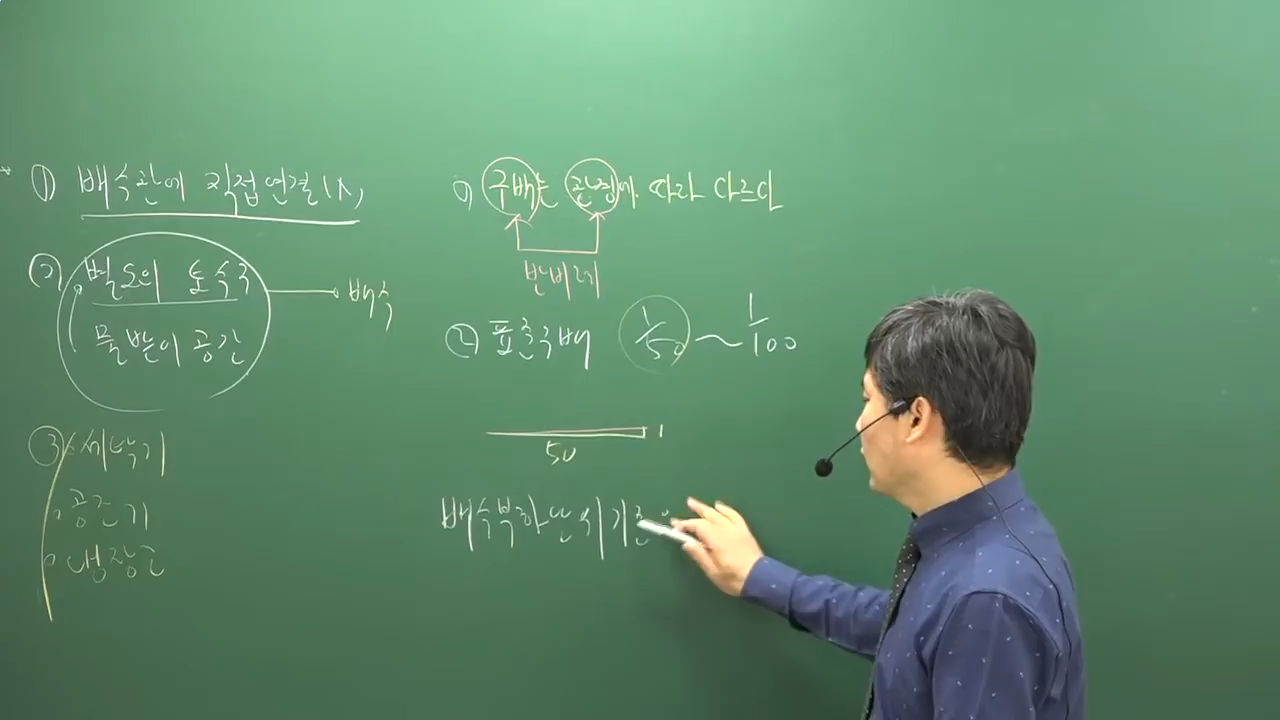 ① 배수관에 직접연결(X)
② 별도의 토수구
물받이 공간
배수
③ 세탁기
공조기
냉장고
1) 구배는 관경에 따라 다르다
반비례
② 표준구배 1/50 ~ 1/100
1
50
배수부하단위 기준